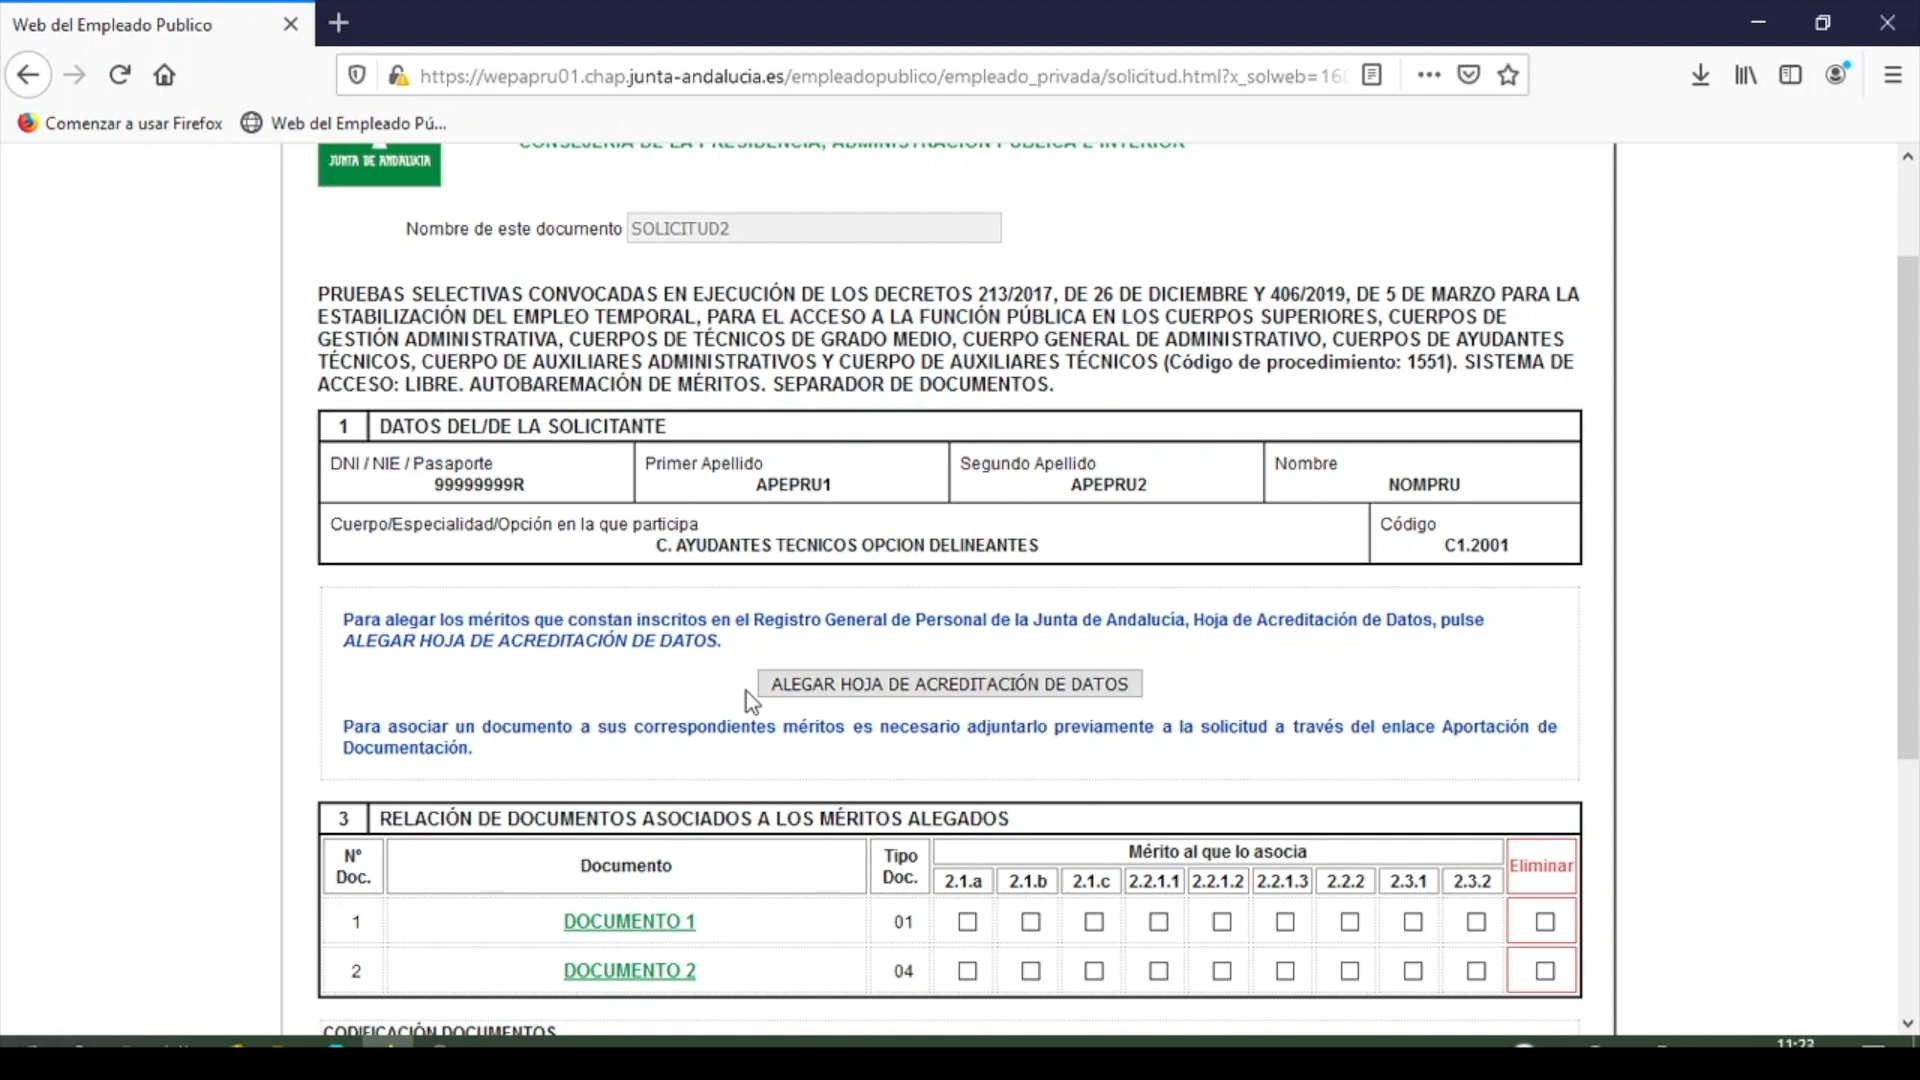 Web del Empleado Publico
https://wepapru01.chap.junta-andalucia.es/empleadopublico/empleado_privada/solicitud.html?x_solweb=16
Comenzar a usar Firefox
Web del Empleado Pú...
JUNTA DE ANDALUCIA
CONSEJERÍA DE LA PRESIDENCIA, ADMINISTRACIÓN PÚBLICA E INTERIOR
Nombre de este documento SOLICITUD2
PRUEBAS SELECTIVAS CONVOCADAS EN EJECUCIÓN DE LOS DECRETOS 213/2017, DE 26 DE DICIEMBRE Y 406/2019, DE 5 DE MARZO PARA LA
ESTABILIZACIÓN DEL EMPLEO TEMPORAL, PARA EL ACCESO A LA FUNCIÓN PÚBLICA EN LOS CUERPOS SUPERIORES, CUERPOS DE
GESTIÓN ADMINISTRATIVA, CUERPOS DE TÉCNICOS DE GRADO MEDIO, CUERPO GENERAL DE ADMINISTRATIVO, CUERPOS DE AYUDANTES
TÉCNICOS, CUERPO DE AUXILIARES ADMINISTRATIVOS Y CUERPO DE AUXILIARES TÉCNICOS (Código de procedimiento: 1551). SISTEMA DE
ACCESO: LIBRE. AUTOBAREMACIÓN DE MÉRITOS. SEPARADOR DE DOCUMENTOS.
1 DATOS DEL/DE LA SOLICITANTE
DNI / NIE / Pasaporte Primer Apellido Segundo Apellido Nombre
99999999R APEPRU1 APEPRU2 NOMPRU
Cuerpo/Especialidad/Opción en la que participa Código
C. AYUDANTES TECNICOS OPCION DELINEANTES C1.2001
Para alegar los méritos que constan inscritos en el Registro General de Personal de la Junta de Andalucía, Hoja de Acreditación de Datos, pulse
ALEGAR HOJA DE ACREDITACIÓN DE DATOS.
ALEGAR HOJA DE ACREDITACIÓN DE DATOS
Para asociar un documento a sus correspondientes méritos es necesario adjuntarlo previamente a la solicitud a través del enlace Aportación de
Documentación.
3 RELACIÓN DE DOCUMENTOS ASOCIADOS A LOS MÉRITOS ALEGADOS
Nº Doc. Documento Tipo Doc. Mérito al que lo asocia Eliminar
2.1.a 2.1.b 2.1.c 2.2.1.1 2.2.1.2 2.2.1.3 2.2.2 2.3.1 2.3.2
1 DOCUMENTO 1 01
2 DOCUMENTO 2 04
CODIFICACIÓN DOCUMENTOS
11:23